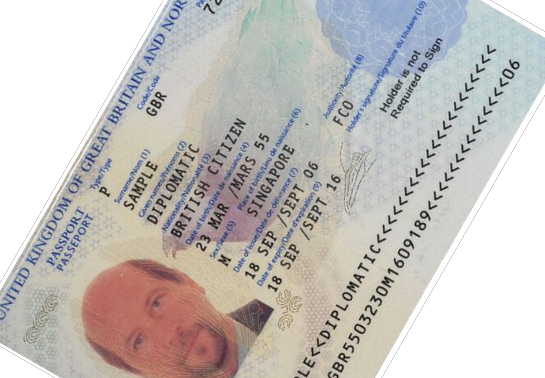 UNITED KINGDOM OF GREAT BRITAIN AND NOR
PASSPORT
PASSEPORT
Type/Type
P
Code/Code
GBR
72
Surname/Nom (1)
SAMPLE
Given names/Prénoms (2)
DIPLOMATIC
Nationality/Nationalité (3)
BRITISH CITIZEN
Date of birth/Date de naissance (4)
23 MAR /MARS 55
Sex/Sexe (5)
M
Place of birth/Lieu de naissance (6)
SINGAPORE
Date of issue/Date de délivrance (7)
18 SEP /SEPT 06
Authority/Autorité (8)
FCO
Date of expiry/Date d'expiration (9)
18 SEP /SEPT 16
Holder's signature/Signature du titulaire (10)
Holder is not
Required to Sign
LE<<DIPLOMATIC<<<<<<<<<<<<<<<<<<<
GBR5503230M1609189<<<<<<<<<<<<<<06